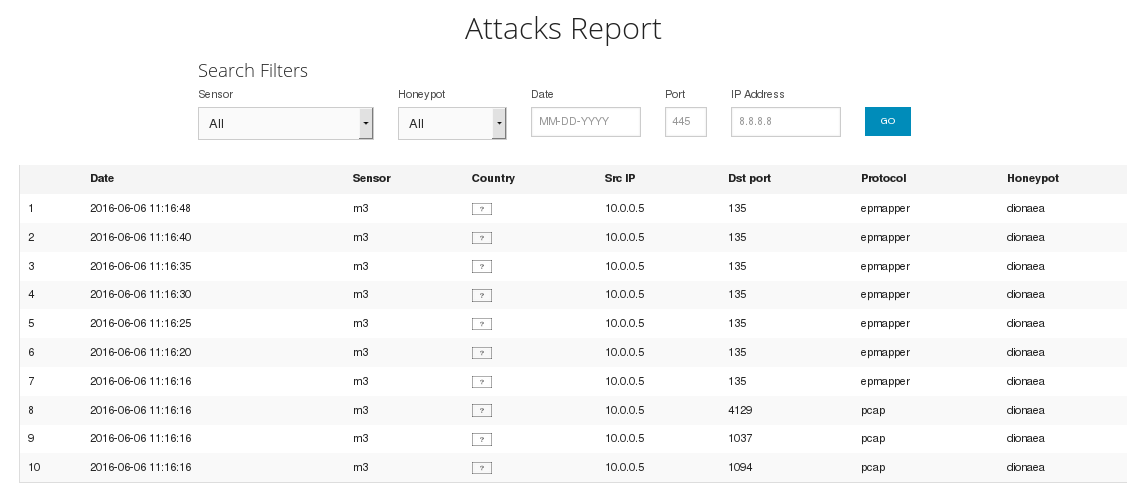 Attacks Report
Search Filters
Sensor Honeypot Date Port IP Address
All All MM-DD-YYYY 445 8.8.8.8 GO
Date Sensor Country Src IP Dst port Protocol Honeypot
1 2016-06-06 11:16:48 m3 ? 10.0.0.5 135 epmapper dionaea
2 2016-06-06 11:16:40 m3 ? 10.0.0.5 135 epmapper dionaea
3 2016-06-06 11:16:35 m3 ? 10.0.0.5 135 epmapper dionaea
4 2016-06-06 11:16:30 m3 ? 10.0.0.5 135 epmapper dionaea
5 2016-06-06 11:16:25 m3 ? 10.0.0.5 135 epmapper dionaea
6 2016-06-06 11:16:20 m3 ? 10.0.0.5 135 epmapper dionaea
7 2016-06-06 11:16:16 m3 ? 10.0.0.5 135 epmapper dionaea
8 2016-06-06 11:16:16 m3 ? 10.0.0.5 4129 pcap dionaea
9 2016-06-06 11:16:16 m3 ? 10.0.0.5 1037 pcap dionaea
10 2016-06-06 11:16:16 m3 ? 10.0.0.5 1094 pcap dionaea